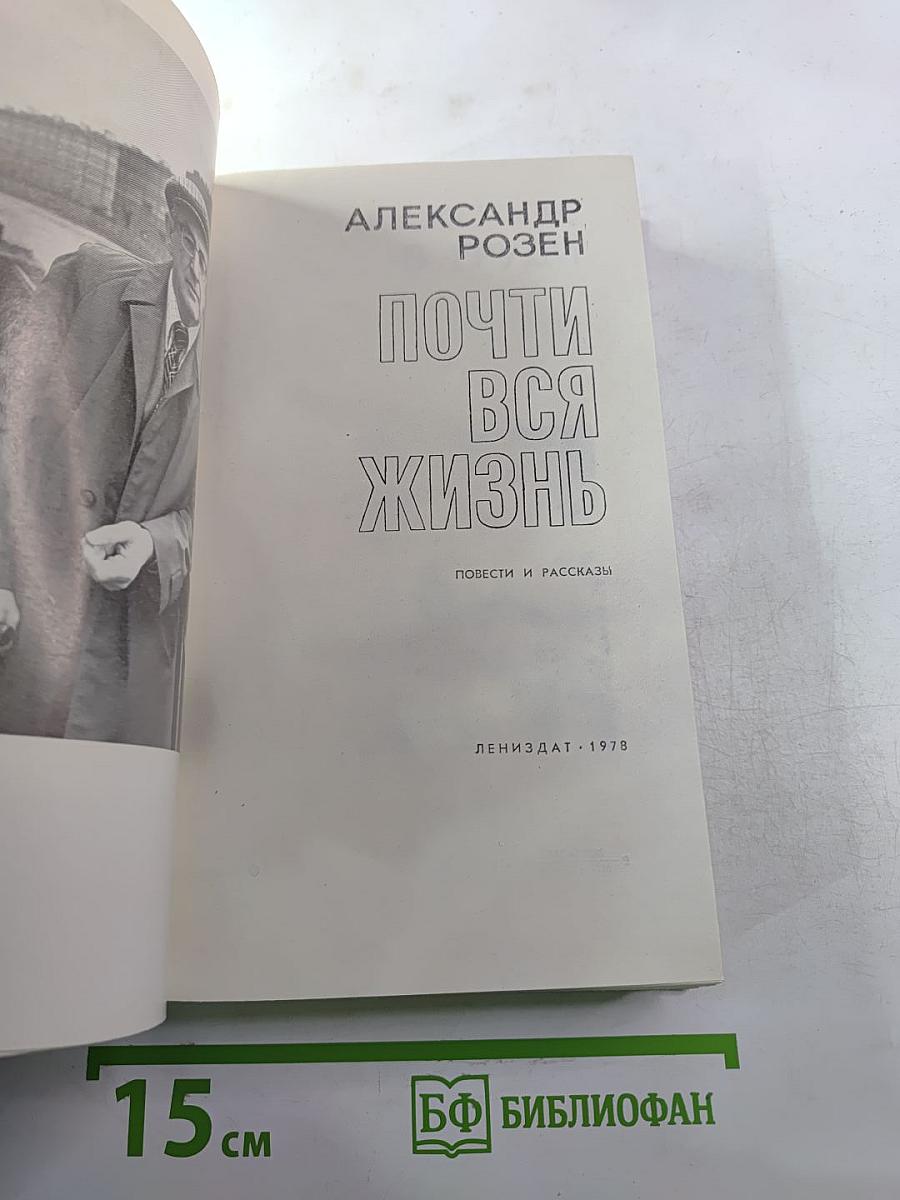 АЛЕКСАНДР
РОЗЕН
ПОЧТИ
ВСЯ
ЖИЗНЬ
ПОВЕСТИ И РАССКАЗЫ
ЛЕНИЗДАТ · 1978
15 см
БФ БИБЛИОФАН